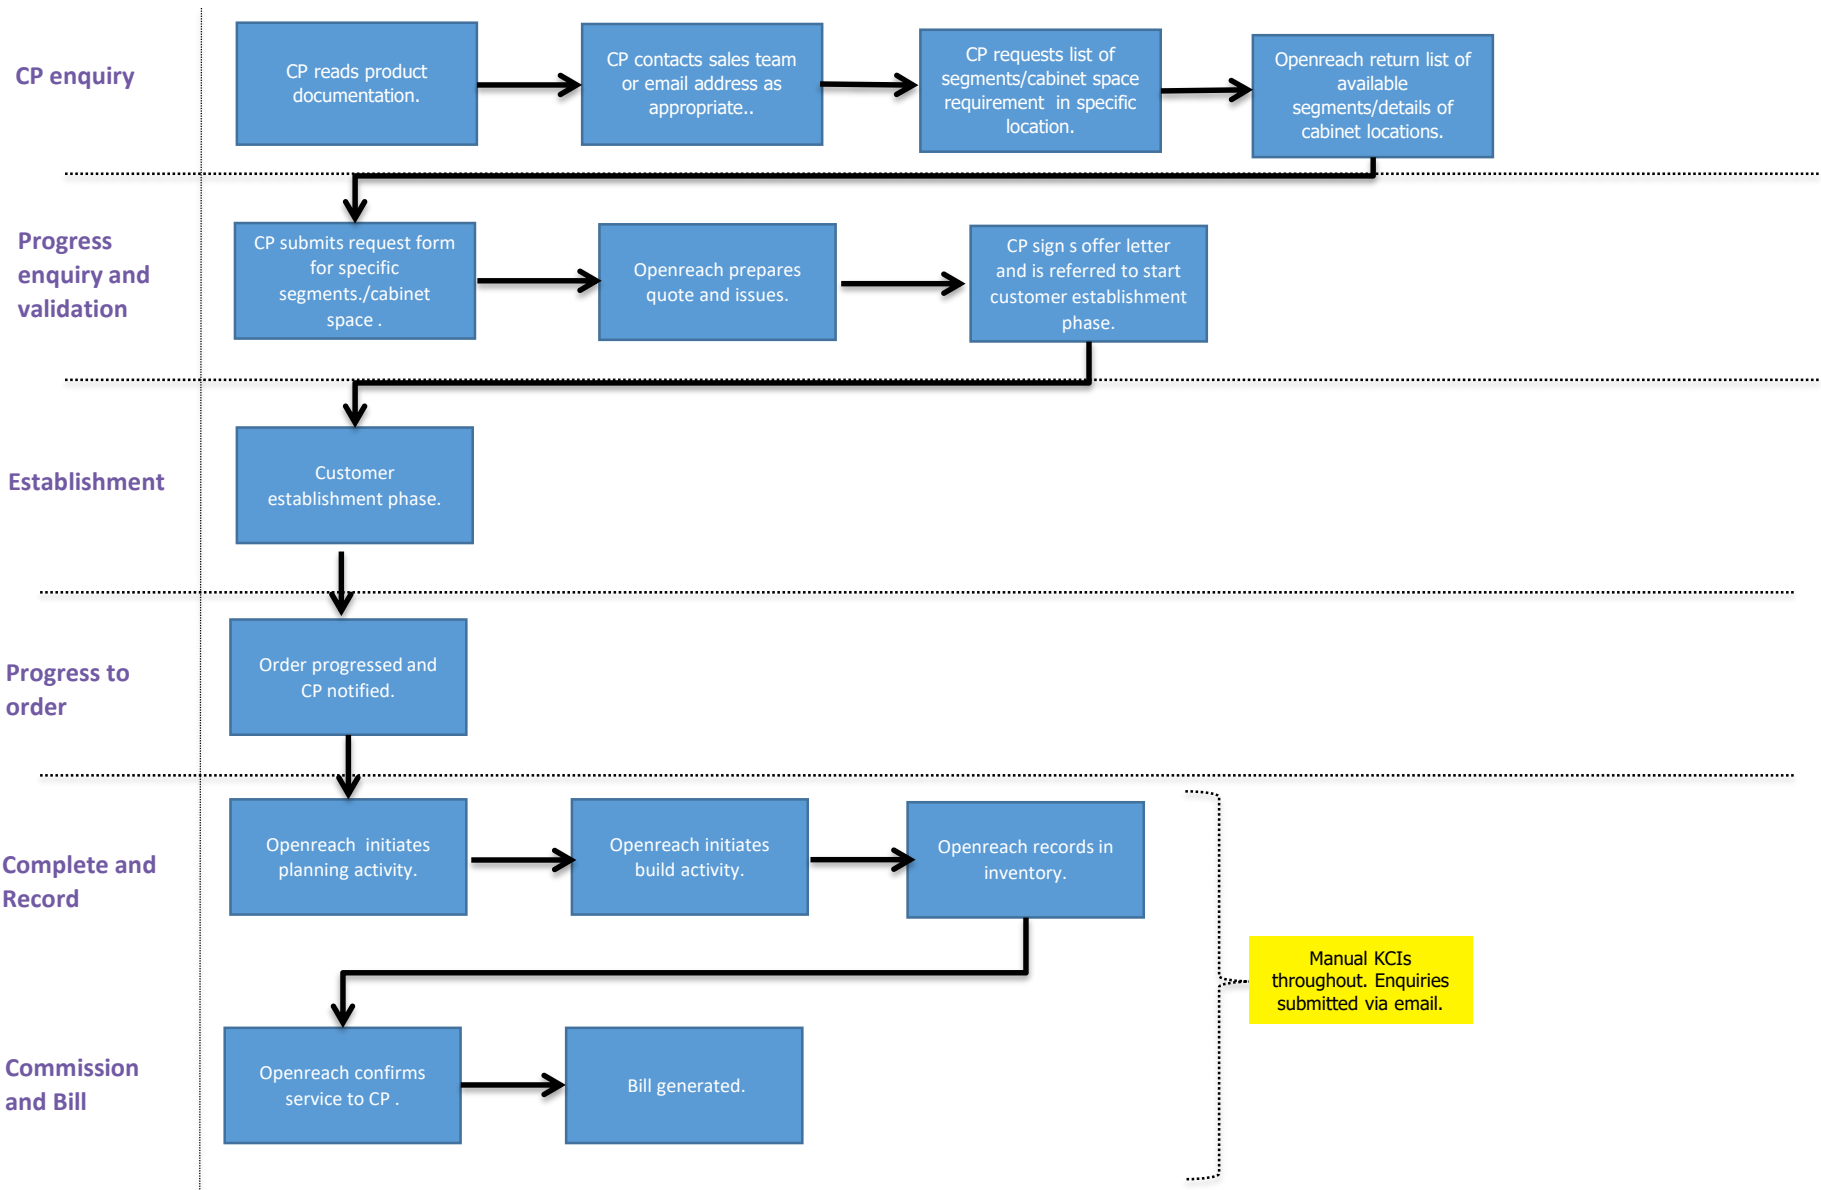 CP enquiry
CP reads product
documentation.
CP contacts sales team
or email address as
appropriate..
CP requests list of
segments/cabinet space
requirement in specific
location.
Openreach return list of
available
segments/details of
cabinet locations.
Progress
enquiry and
validation
CP submits request form
for specific
segments./cabinet
space .
Openreach prepares
quote and issues.
CP sign s offer letter
and is referred to start
customer establishment
phase.
Establishment
Customer
establishment phase.
Progress to
order
Order progressed and
CP notified.
Complete and
Record
Openreach initiates
planning activity.
Openreach initiates
build activity.
Openreach records in
inventory.
Manual KCIs
throughout. Enquiries
submitted via email.
Commission
and Bill
Openreach confirms
service to CP .
Bill generated.